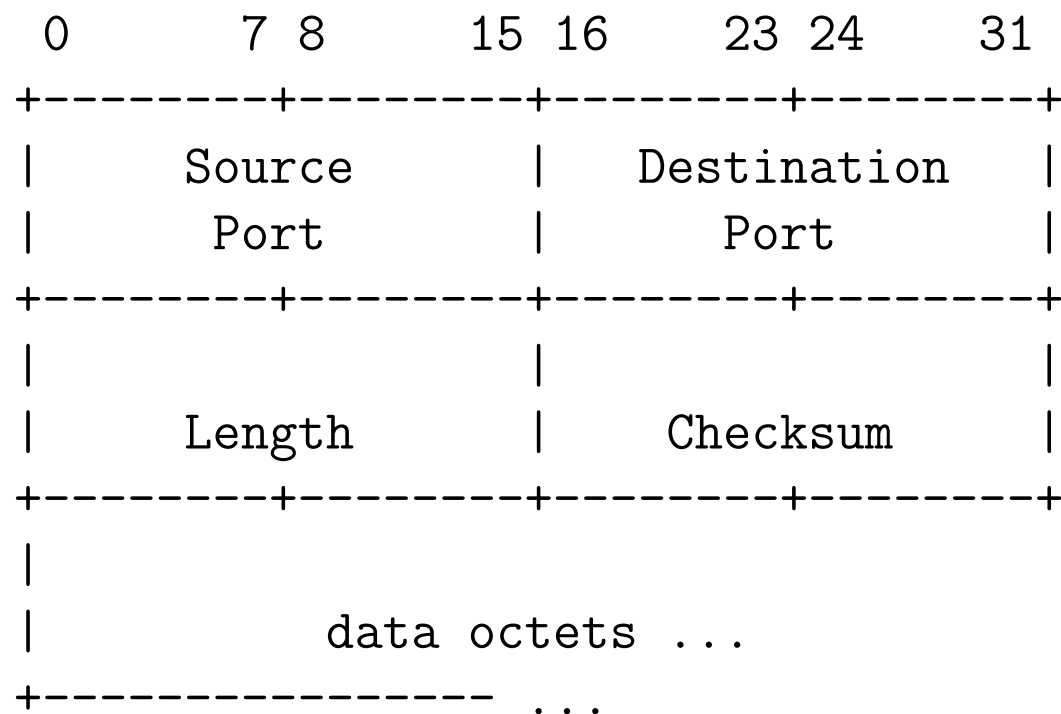 0      7 8     15 16    23 24    31
+--------+--------+--------+--------+
|     Source      |   Destination   |
|      Port       |      Port       |
+--------+--------+--------+--------+
|                 |                 |
|     Length      |    Checksum     |
+--------+--------+--------+--------+
|
|          data octets ...
+---------------- ...